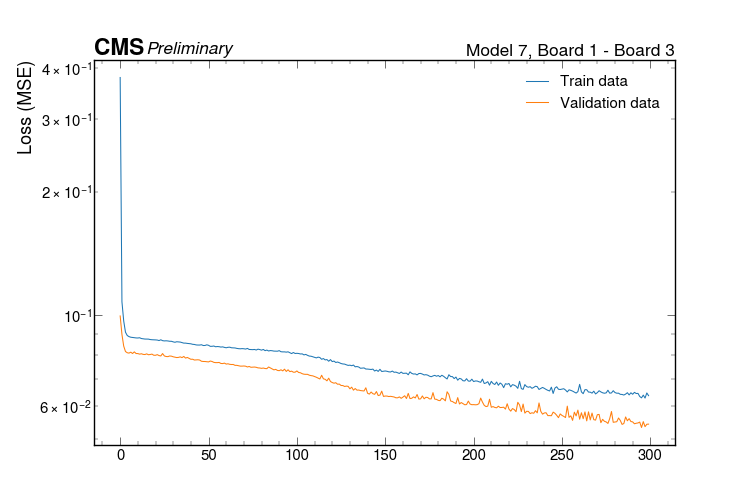 CMS Preliminary
Model 7, Board 1 - Board 3
Loss (MSE)
4 × 10⁻¹
3 × 10⁻¹
2 × 10⁻¹
10⁻¹
6 × 10⁻²
Train data
Validation data
0 50 100 150 200 250 300